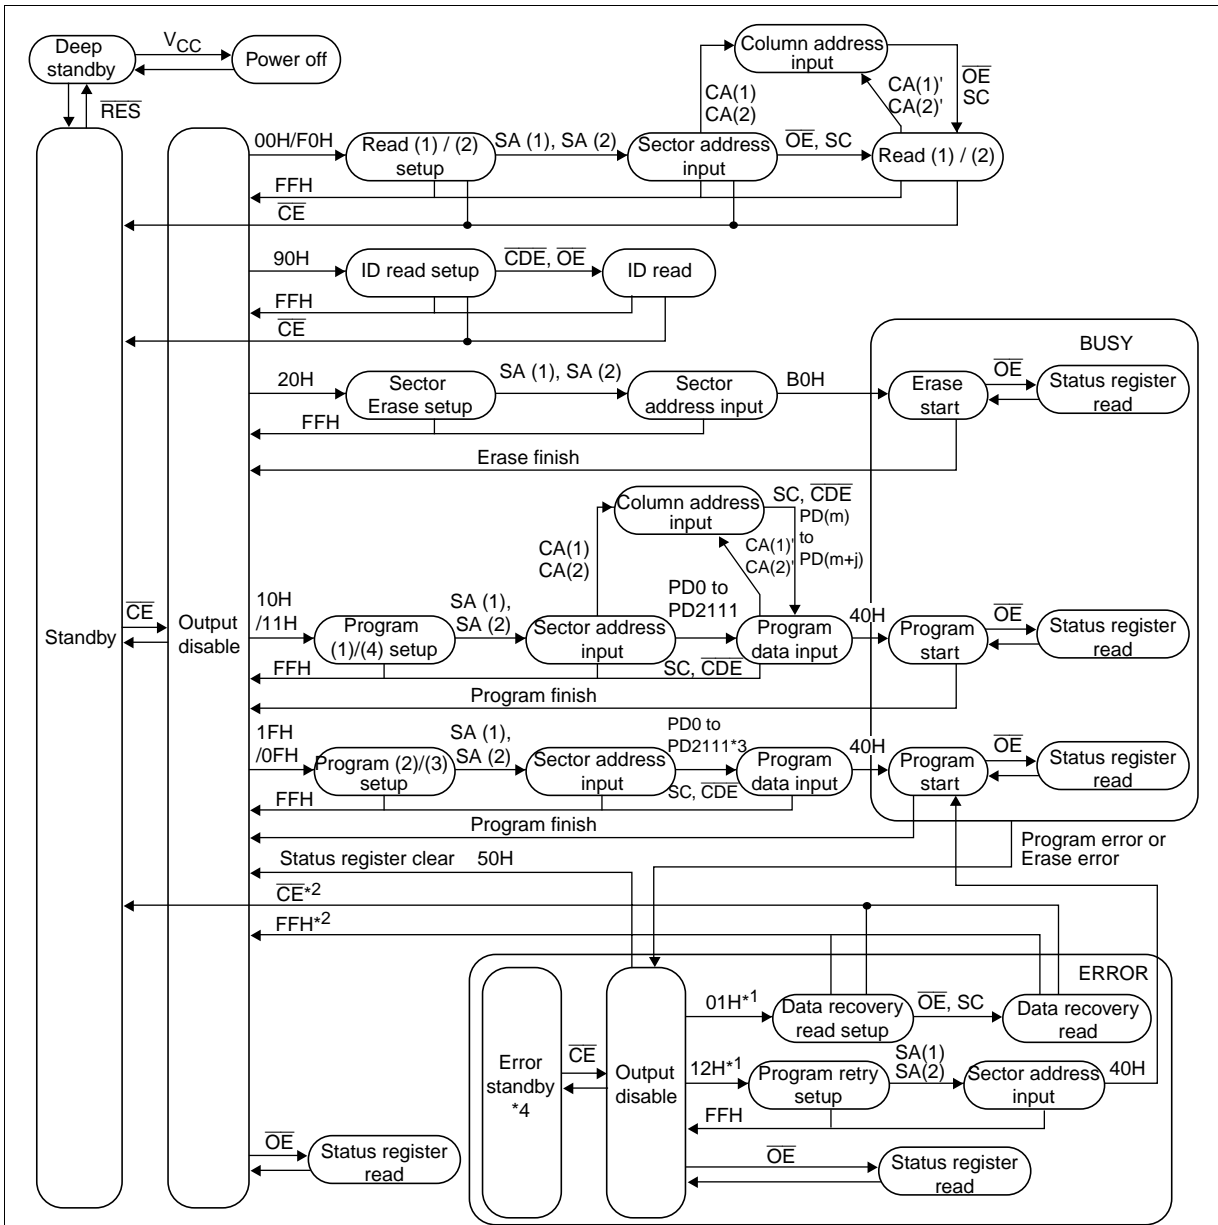 Deep
standby
VCC
Power off
RES
Column address
input
CA(1)
CA(2)
CA(1)'
CA(2)'
OE
SC
00H/F0H
Read (1) / (2)
setup
SA (1), SA (2)
Sector address
input
OE, SC
Read (1) / (2)
FFH
CE
90H
ID read setup
CDE, OE
ID read
FFH
CE
BUSY
20H
Sector
Erase setup
SA (1), SA (2)
Sector
address input
B0H
Erase
start
OE
Status register
read
FFH
Erase finish
Column address
input
SC, CDE
PD(m)
to
PD(m+j)
CA(1)
CA(2)
CA(1)'
CA(2)'
Standby
CE
Output
disable
10H
/11H
Program
(1)/(4) setup
SA (1),
SA (2)
Sector address
input
PD0 to
PD2111
SC, CDE
Program
data input
40H
Program
start
OE
Status register
read
FFH
Program finish
1FH
/0FH
Program (2)/(3)
setup
SA (1),
SA (2)
Sector address
input
PD0 to
PD2111*3
SC, CDE
Program
data input
40H
Program
start
OE
Status register
read
FFH
Program finish
Program error or
Erase error
Status register clear 50H
CE*2
FFH*2
ERROR
Error
standby
*4
CE
Output
disable
01H*1
Data recovery
read setup
OE, SC
Data recovery
read
12H*1
Program retry
setup
SA(1)
SA(2)
Sector address
input
40H
FFH
OE
Status register
read
OE
Status register
read